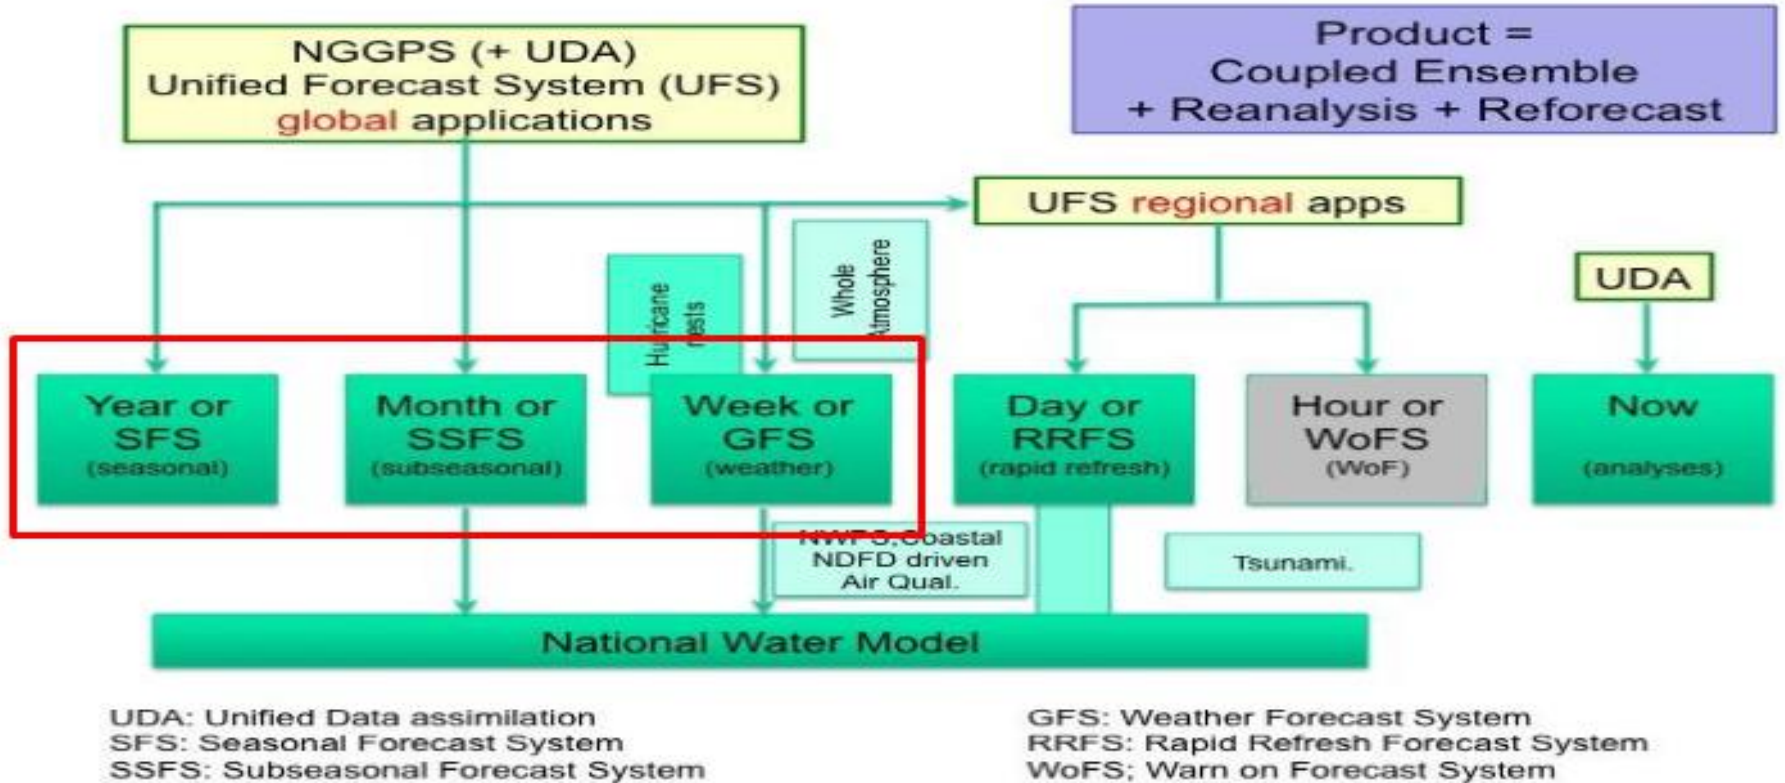 NGGPS (+ UDA)
Unified Forecast System (UFS)
global applications
Product =
Coupled Ensemble
+ Reanalysis + Reforecast
UFS regional apps
UDA
Hurricane
nests
Whole
Atmosphere
Year or
SFS
(seasonal)
Month or
SSFS
(subseasonal)
Week or
GFS
(weather)
Day or
RRFS
(rapid refresh)
Hour or
WoFS
(WoF)
Now
(analyses)
NWPS;Coastal
NDFD driven
Air Qual.
Tsunami.
National Water Model
UDA: Unified Data assimilation
SFS: Seasonal Forecast System
SSFS: Subseasonal Forecast System
GFS: Weather Forecast System
RRFS: Rapid Refresh Forecast System
WoFS; Warn on Forecast System